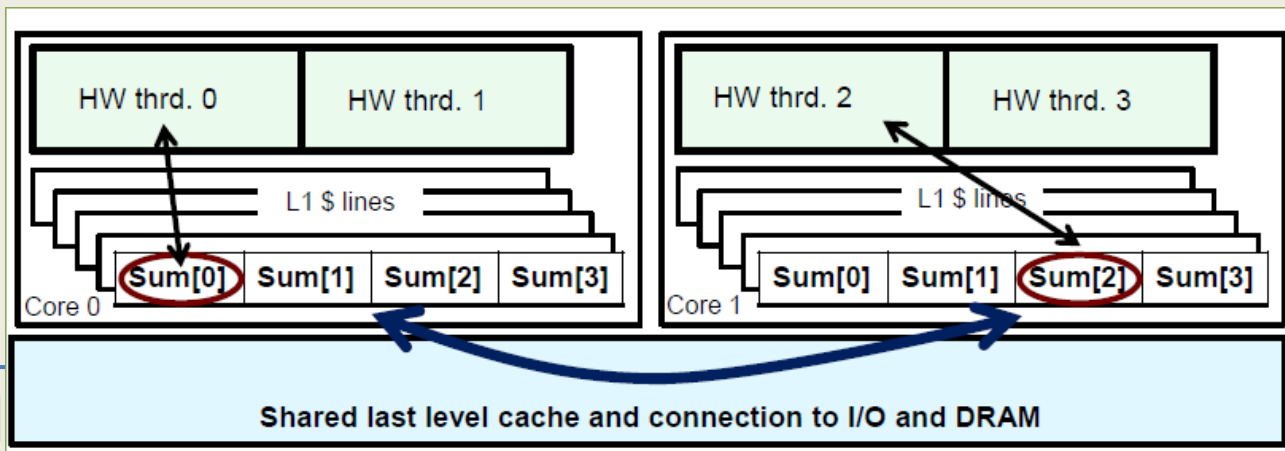 HW thrd. 0
HW thrd. 1
HW thrd. 2
HW thrd. 3
L1 $ lines
L1 $ lines
Sum[0] Sum[1] Sum[2] Sum[3]
Core 0
Sum[0] Sum[1] Sum[2] Sum[3]
Core 1
Shared last level cache and connection to I/O and DRAM